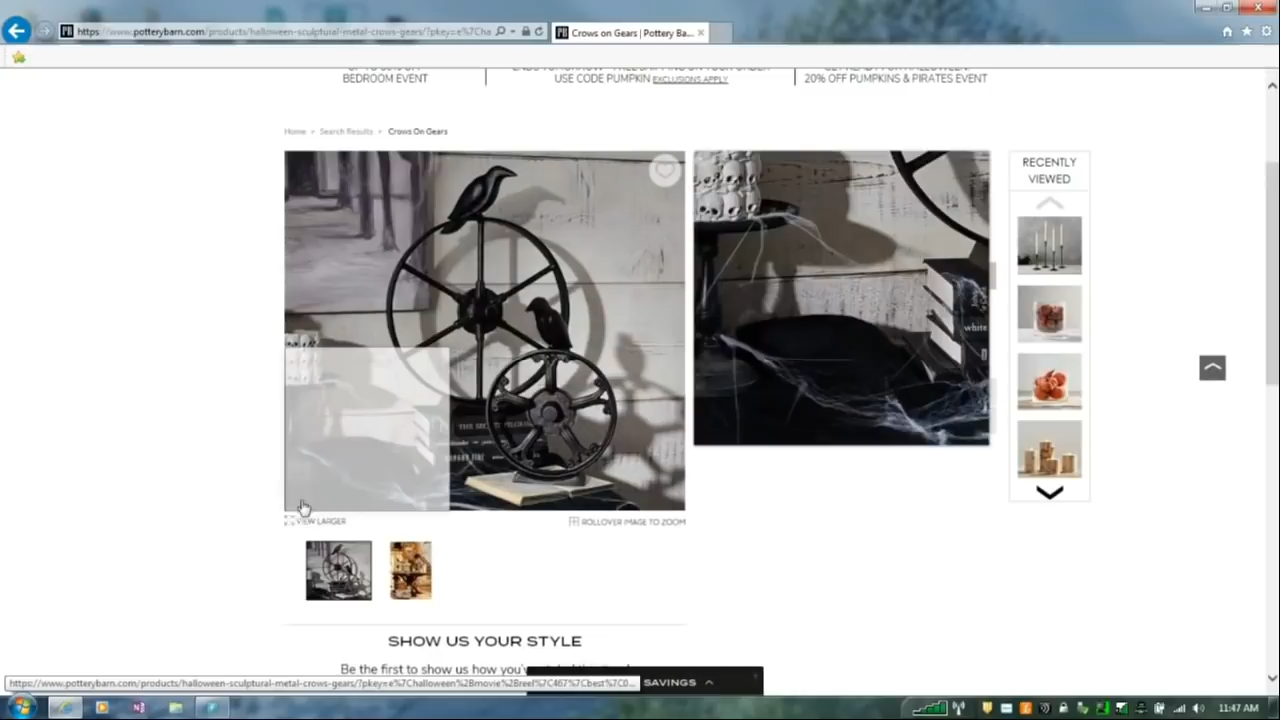 https://www.potterybarn.com/products/halloween-sculptural-metal-crows-gears/?pkey=e%7Cha
Crows on Gears | Pottery Ba...
BEDROOM EVENT
USE CODE PUMPKIN EXCLUSIONS APPLY
20% OFF PUMPKINS & PIRATES EVENT
Home > Search Results > Crows On Gears
RECENTLY
VIEWED
white
VIEW LARGER
ROLLOVER IMAGE TO ZOOM
SHOW US YOUR STYLE
Be the first to show us how you'v
SAVINGS
https://www.potterybarn.com/products/halloween-sculptural-metal-crows-gears/?pkey=e%7Challoween%2Bmovie%2Breel%7C467%7Cbest%7C0...
11:47 AM